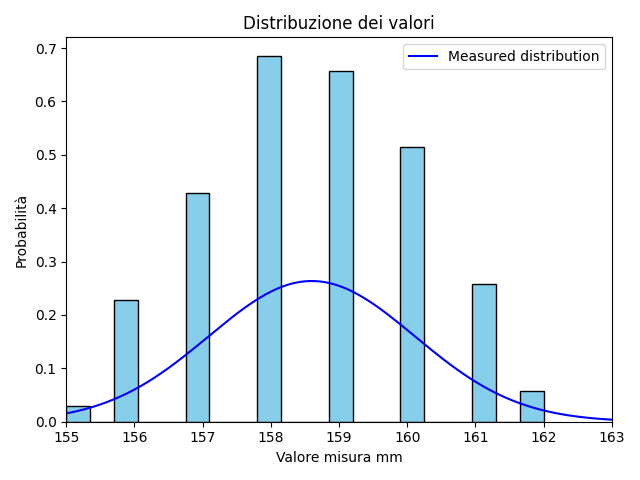 Distribuzione dei valori
Measured distribution
Probabilità
0.7
0.6
0.5
0.4
0.3
0.2
0.1
0.0
155 156 157 158 159 160 161 162 163
Valore misura mm